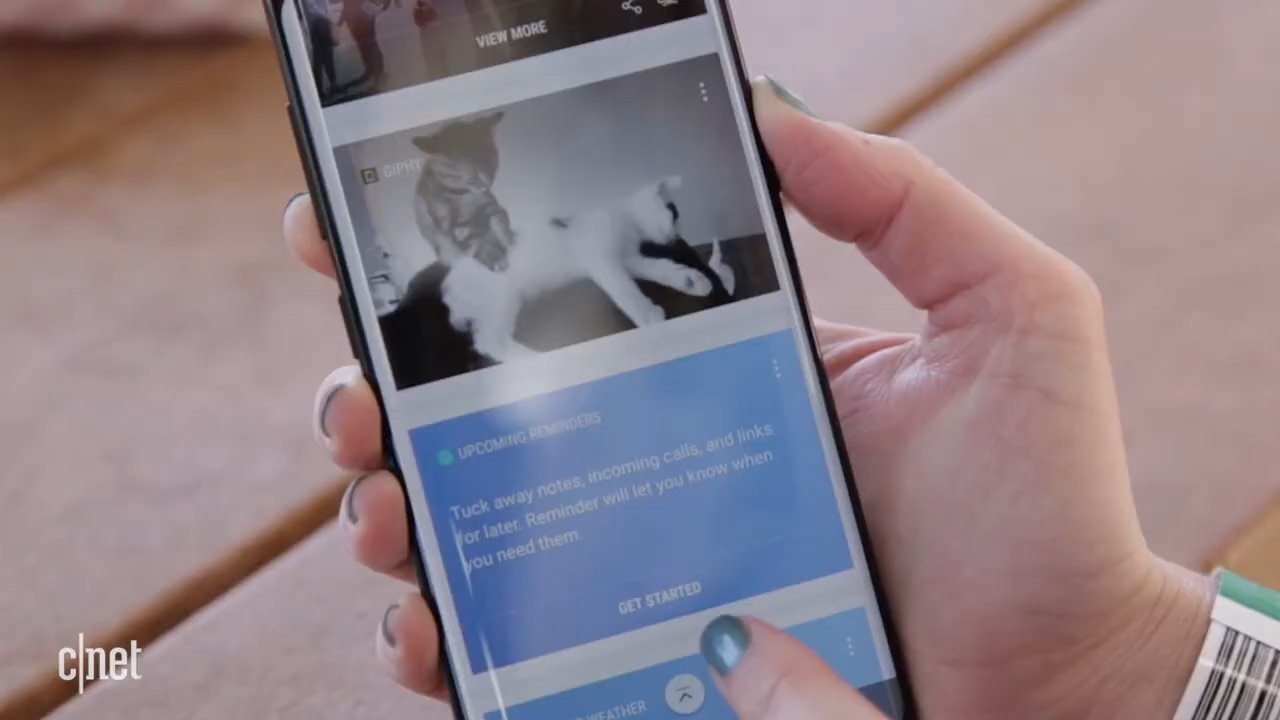 VIEW MORE
GIPHY
UPCOMING REMINDERS
Tuck away notes, incoming calls, and links
for later. Reminder will let you know when
you need them.
GET STARTED
WEATHER
c|net